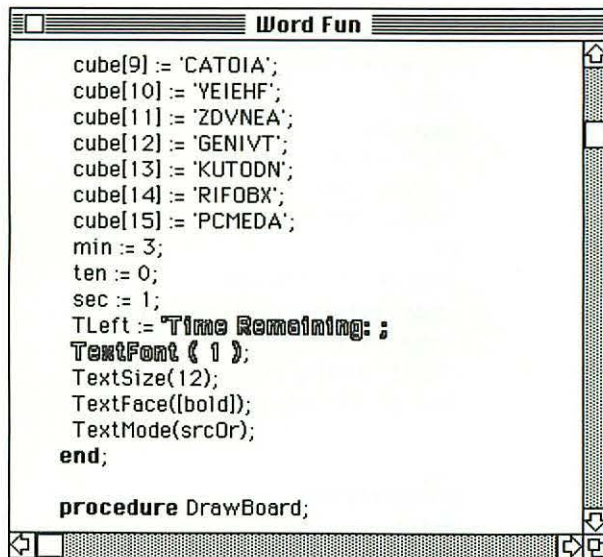 Word Fun
cube[9] := 'CATOIA';
cube[10] := 'YEIEHF';
cube[11] := 'ZDVNEA';
cube[12] := 'GENIVT';
cube[13] := 'KUTODN';
cube[14] := 'RIFOBX';
cube[15] := 'PCMEDA';
min := 3;
ten := 0;
sec := 1;
TLeft := 'Time Remaining: ;
TextFont ( 1 );
TextSize(12);
TextFace([bold]);
TextMode(srcOr);
end;
procedure DrawBoard;